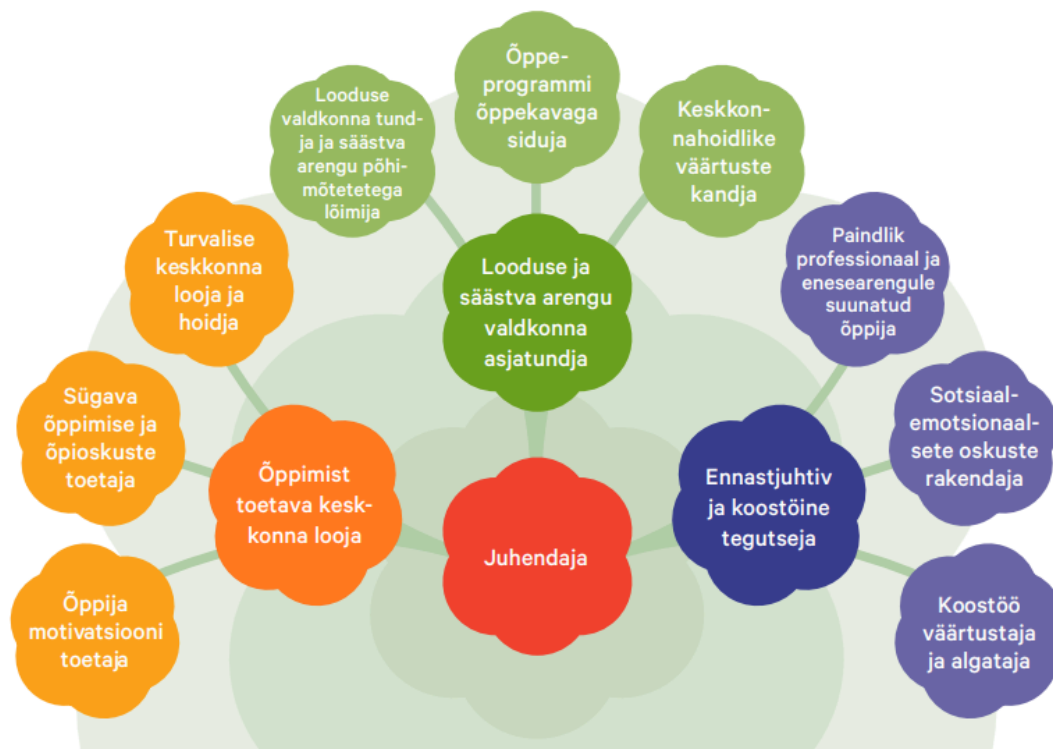 Õppe-
programmi
õppekavaga
siduja
Looduse
valdkonna tund-
ja ja säästva
arengu põhi-
mõtetetega
lõimija
Keskkon-
nahoidlike
väärtuste
kandja
Turvalise
keskkonna
looja ja
hoidja
Looduse ja
säästva arengu
valdkonna
asjatundja
Paindlik
professionaal ja
enesearengule
suunatud
õppija
Sügava
õppimise ja
õpioskuste
toetaja
Sotsiaal-
emotsionaal-
sete oskuste
rakendaja
Õppimist
toetava kesk-
konna looja
Juhendaja
Ennastjuhtiv
ja koostöine
tegutseja
Õppija
motivatsiooni
toetaja
Koostöö
väärtustaja
ja algataja